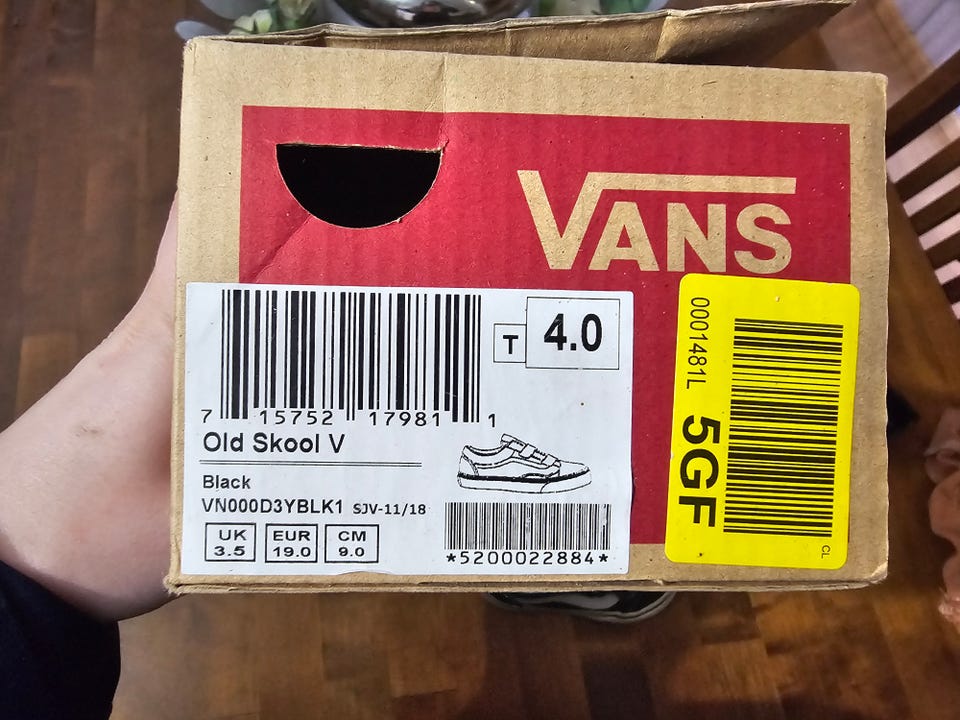 VANS
T 4.0
7 15752 17981 1
Old Skool V
Black
VN000D3YBLK1 SJV-11/18
UK EUR CM
3.5 19.0 9.0
*5200022884*
0001481L
5GF
CL